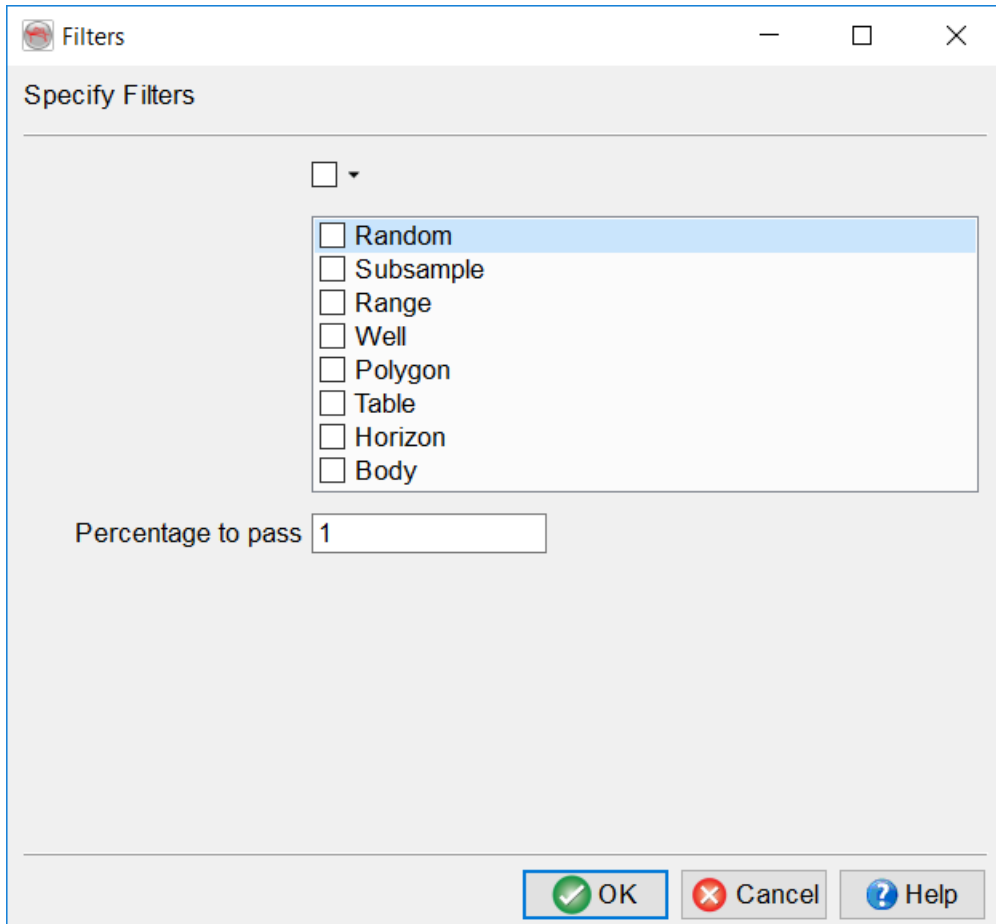 Filters
Specify Filters
Random
Subsample
Range
Well
Polygon
Table
Horizon
Body
Percentage to pass 1
OK Cancel Help